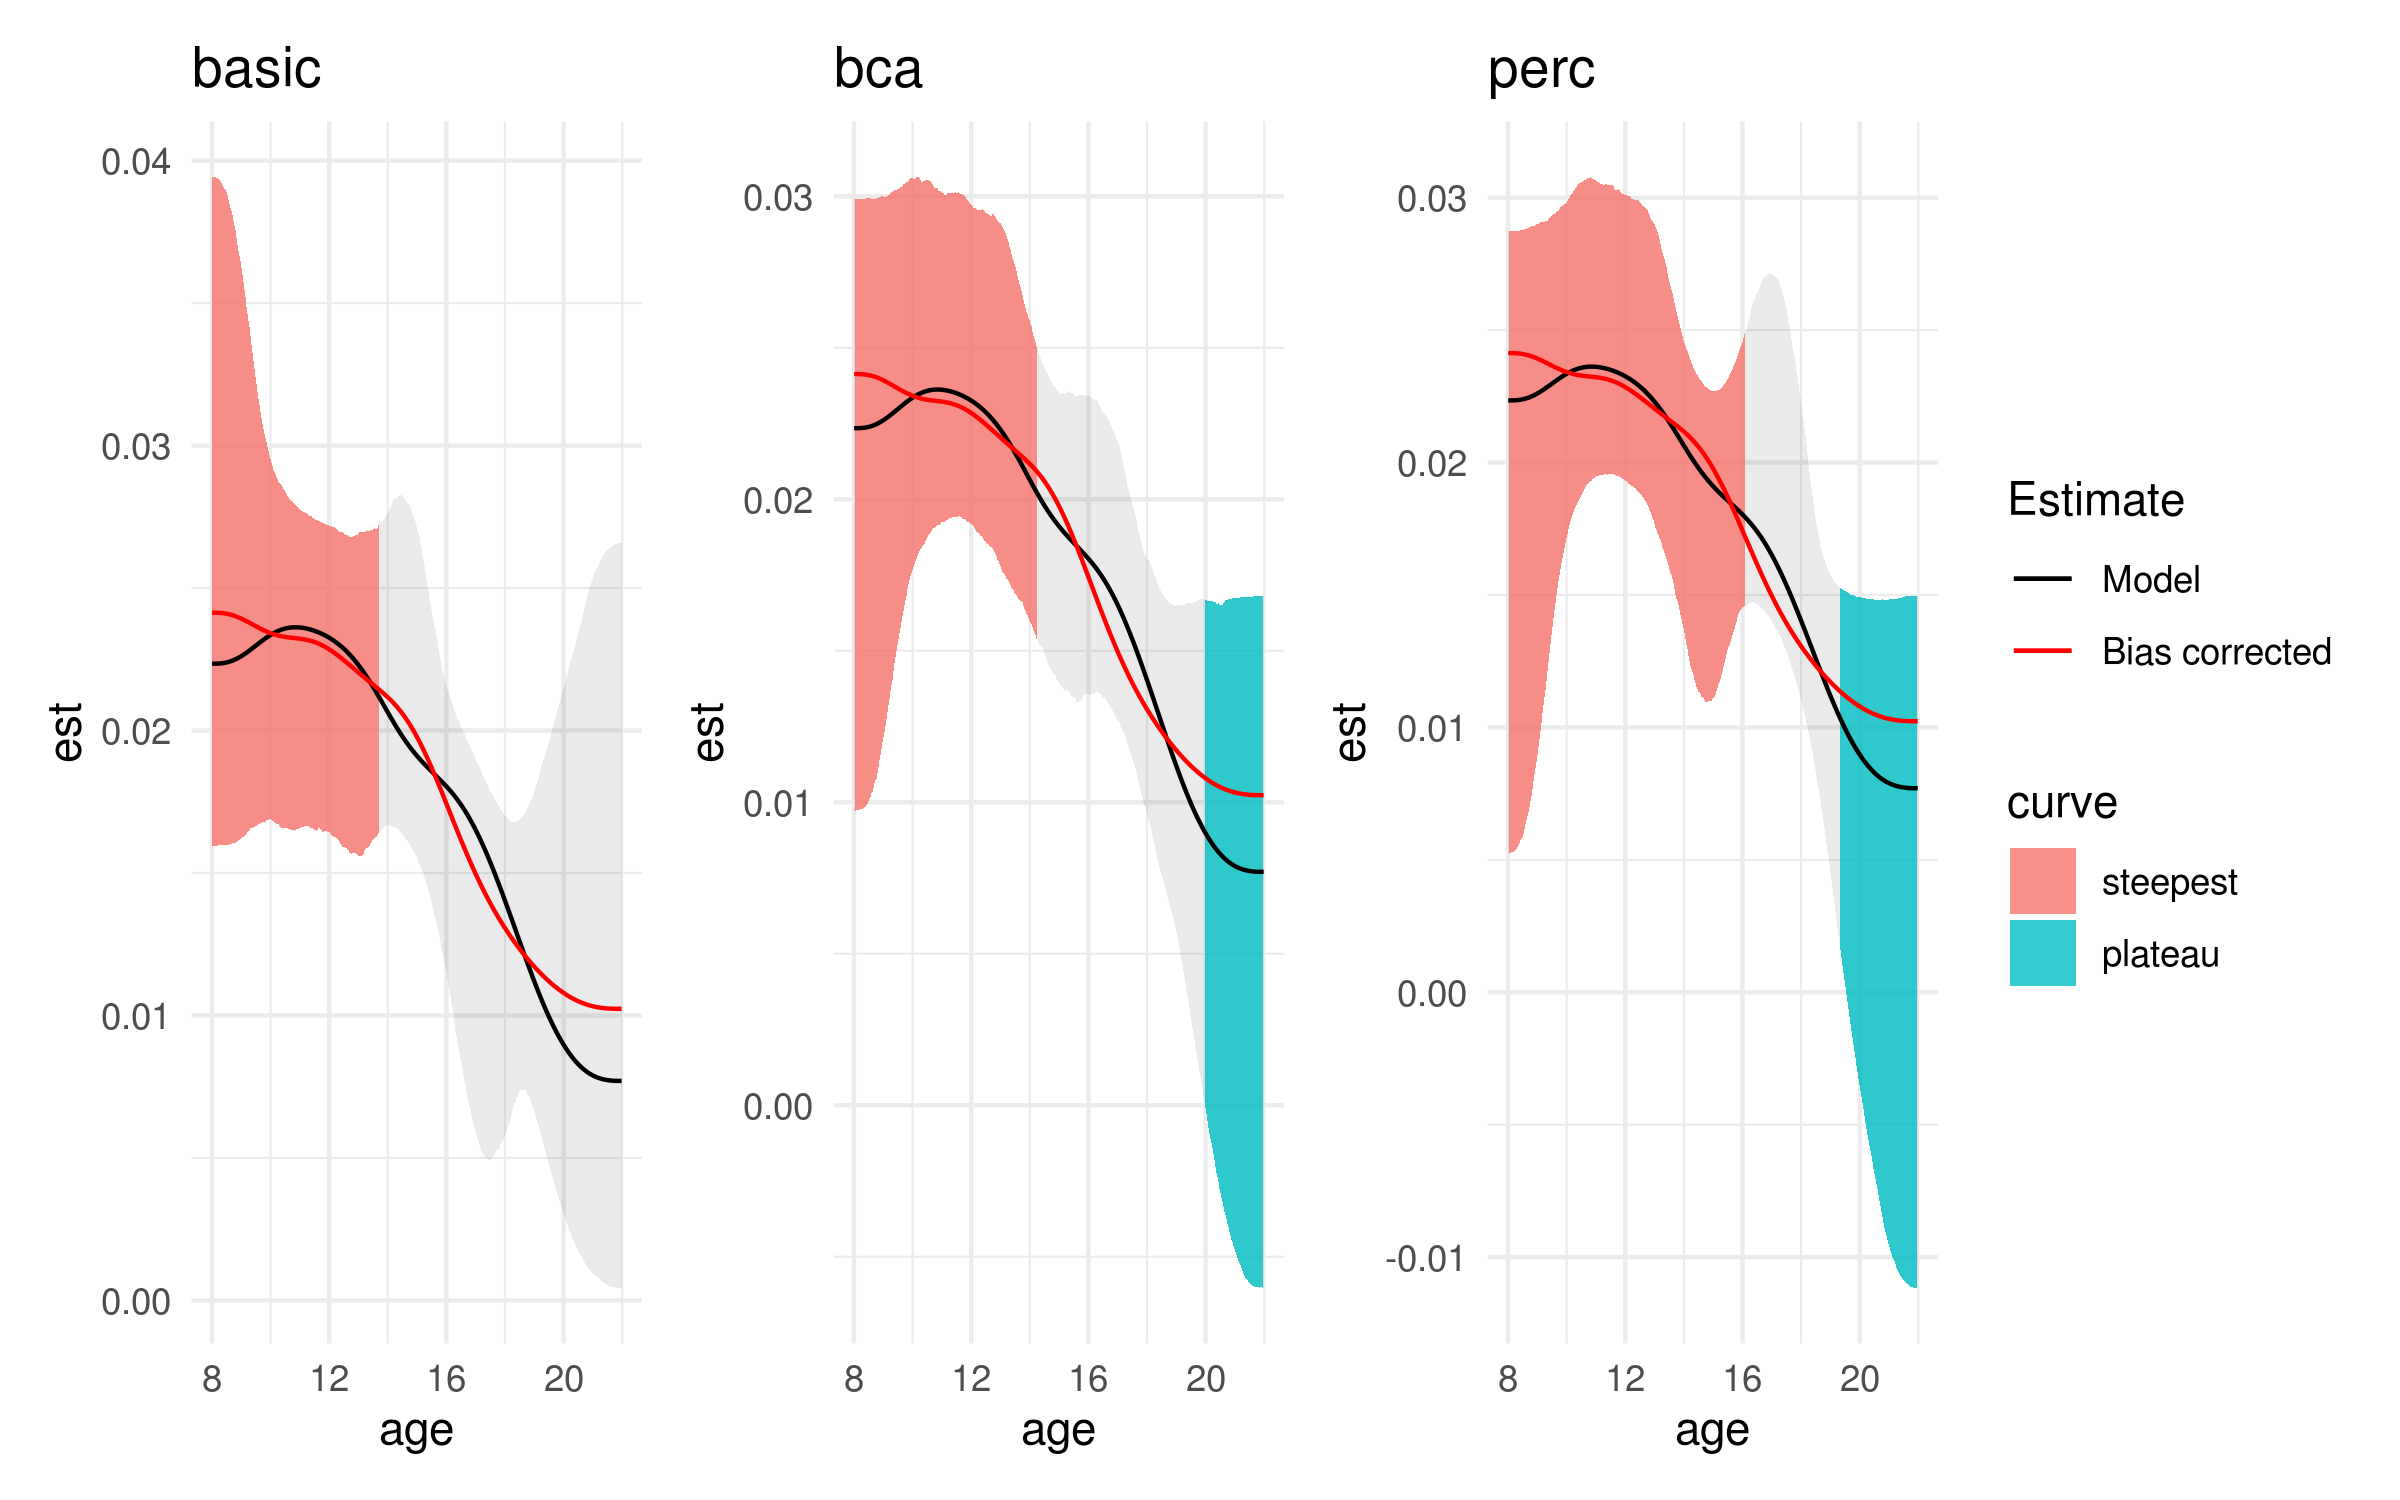 basic
bca
perc
0.04
0.03
0.02
0.01
0.00
est
8 12 16 20
age
0.03
0.02
0.01
0.00
est
8 12 16 20
age
0.03
0.02
0.01
0.00
-0.01
est
8 12 16 20
age
Estimate
Model
Bias corrected
curve
steepest
plateau